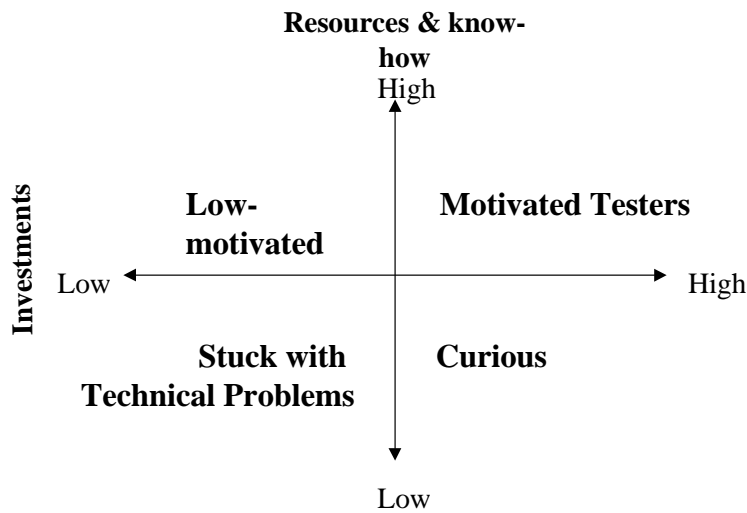 Resources & know-
how
High
Investments
Low-
motivated
Motivated Testers
Low
High
Stuck with
Technical Problems
Curious
Low